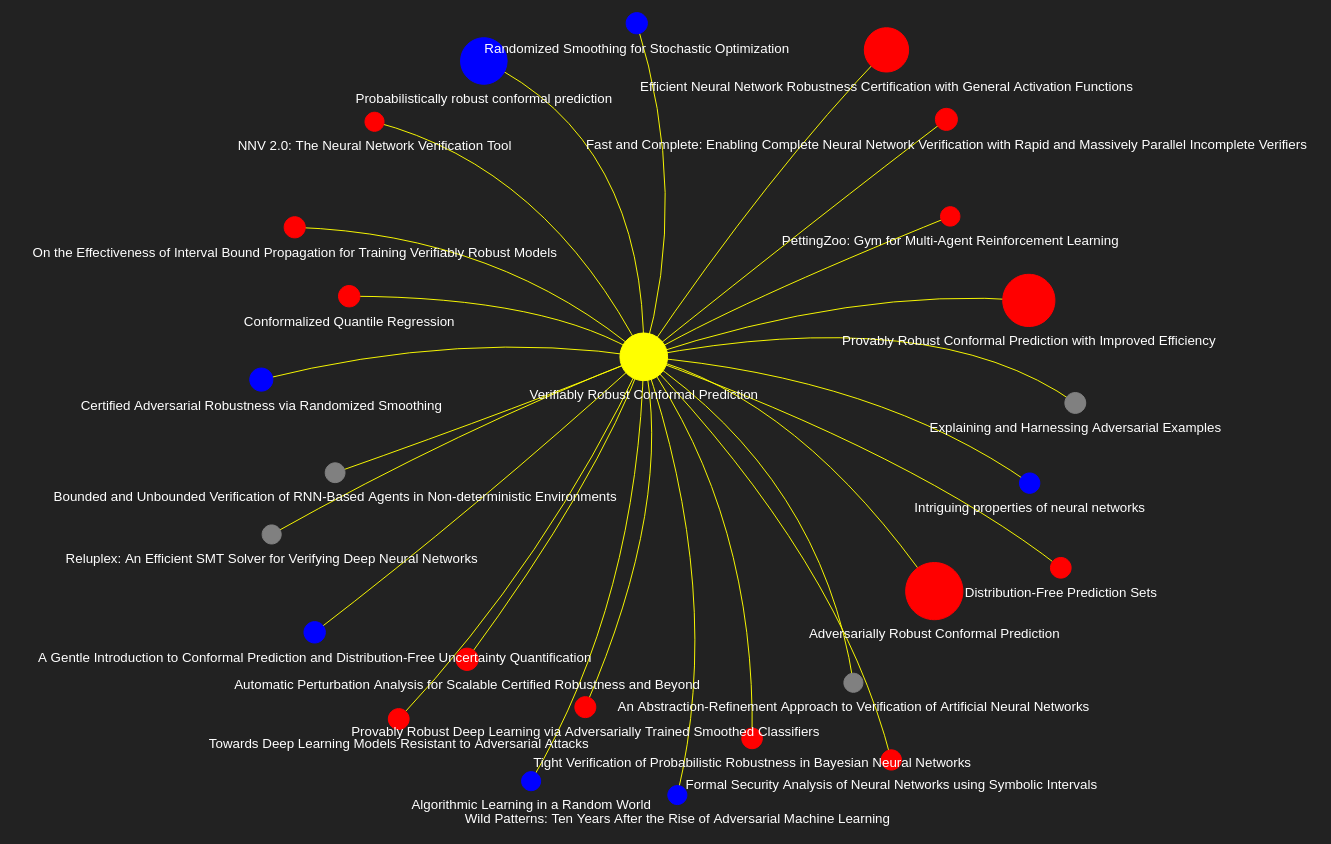 Randomized Smoothing for Stochastic Optimization
Efficient Neural Network Robustness Certification with General Activation Functions
Probabilistically robust conformal prediction
NNV 2.0: The Neural Network Verification Tool
Fast and Complete: Enabling Complete Neural Network Verification with Rapid and Massively Parallel Incomplete Verifiers
PettingZoo: Gym for Multi-Agent Reinforcement Learning
On the Effectiveness of Interval Bound Propagation for Training Verifiably Robust Models
Conformalized Quantile Regression
Provably Robust Conformal Prediction with Improved Efficiency
Verifiably Robust Conformal Prediction
Certified Adversarial Robustness via Randomized Smoothing
Explaining and Harnessing Adversarial Examples
Bounded and Unbounded Verification of RNN-Based Agents in Non-deterministic Environments
Intriguing properties of neural networks
Reluplex: An Efficient SMT Solver for Verifying Deep Neural Networks
Distribution-Free Prediction Sets
Adversarially Robust Conformal Prediction
A Gentle Introduction to Conformal Prediction and Distribution-Free Uncertainty Quantification
Automatic Perturbation Analysis for Scalable Certified Robustness and Beyond
An Abstraction-Refinement Approach to Verification of Artificial Neural Networks
Provably Robust Deep Learning via Adversarially Trained Smoothed Classifiers
Towards Deep Learning Models Resistant to Adversarial Attacks
Tight Verification of Probabilistic Robustness in Bayesian Neural Networks
Formal Security Analysis of Neural Networks using Symbolic Intervals
Algorithmic Learning in a Random World
Wild Patterns: Ten Years After the Rise of Adversarial Machine Learning